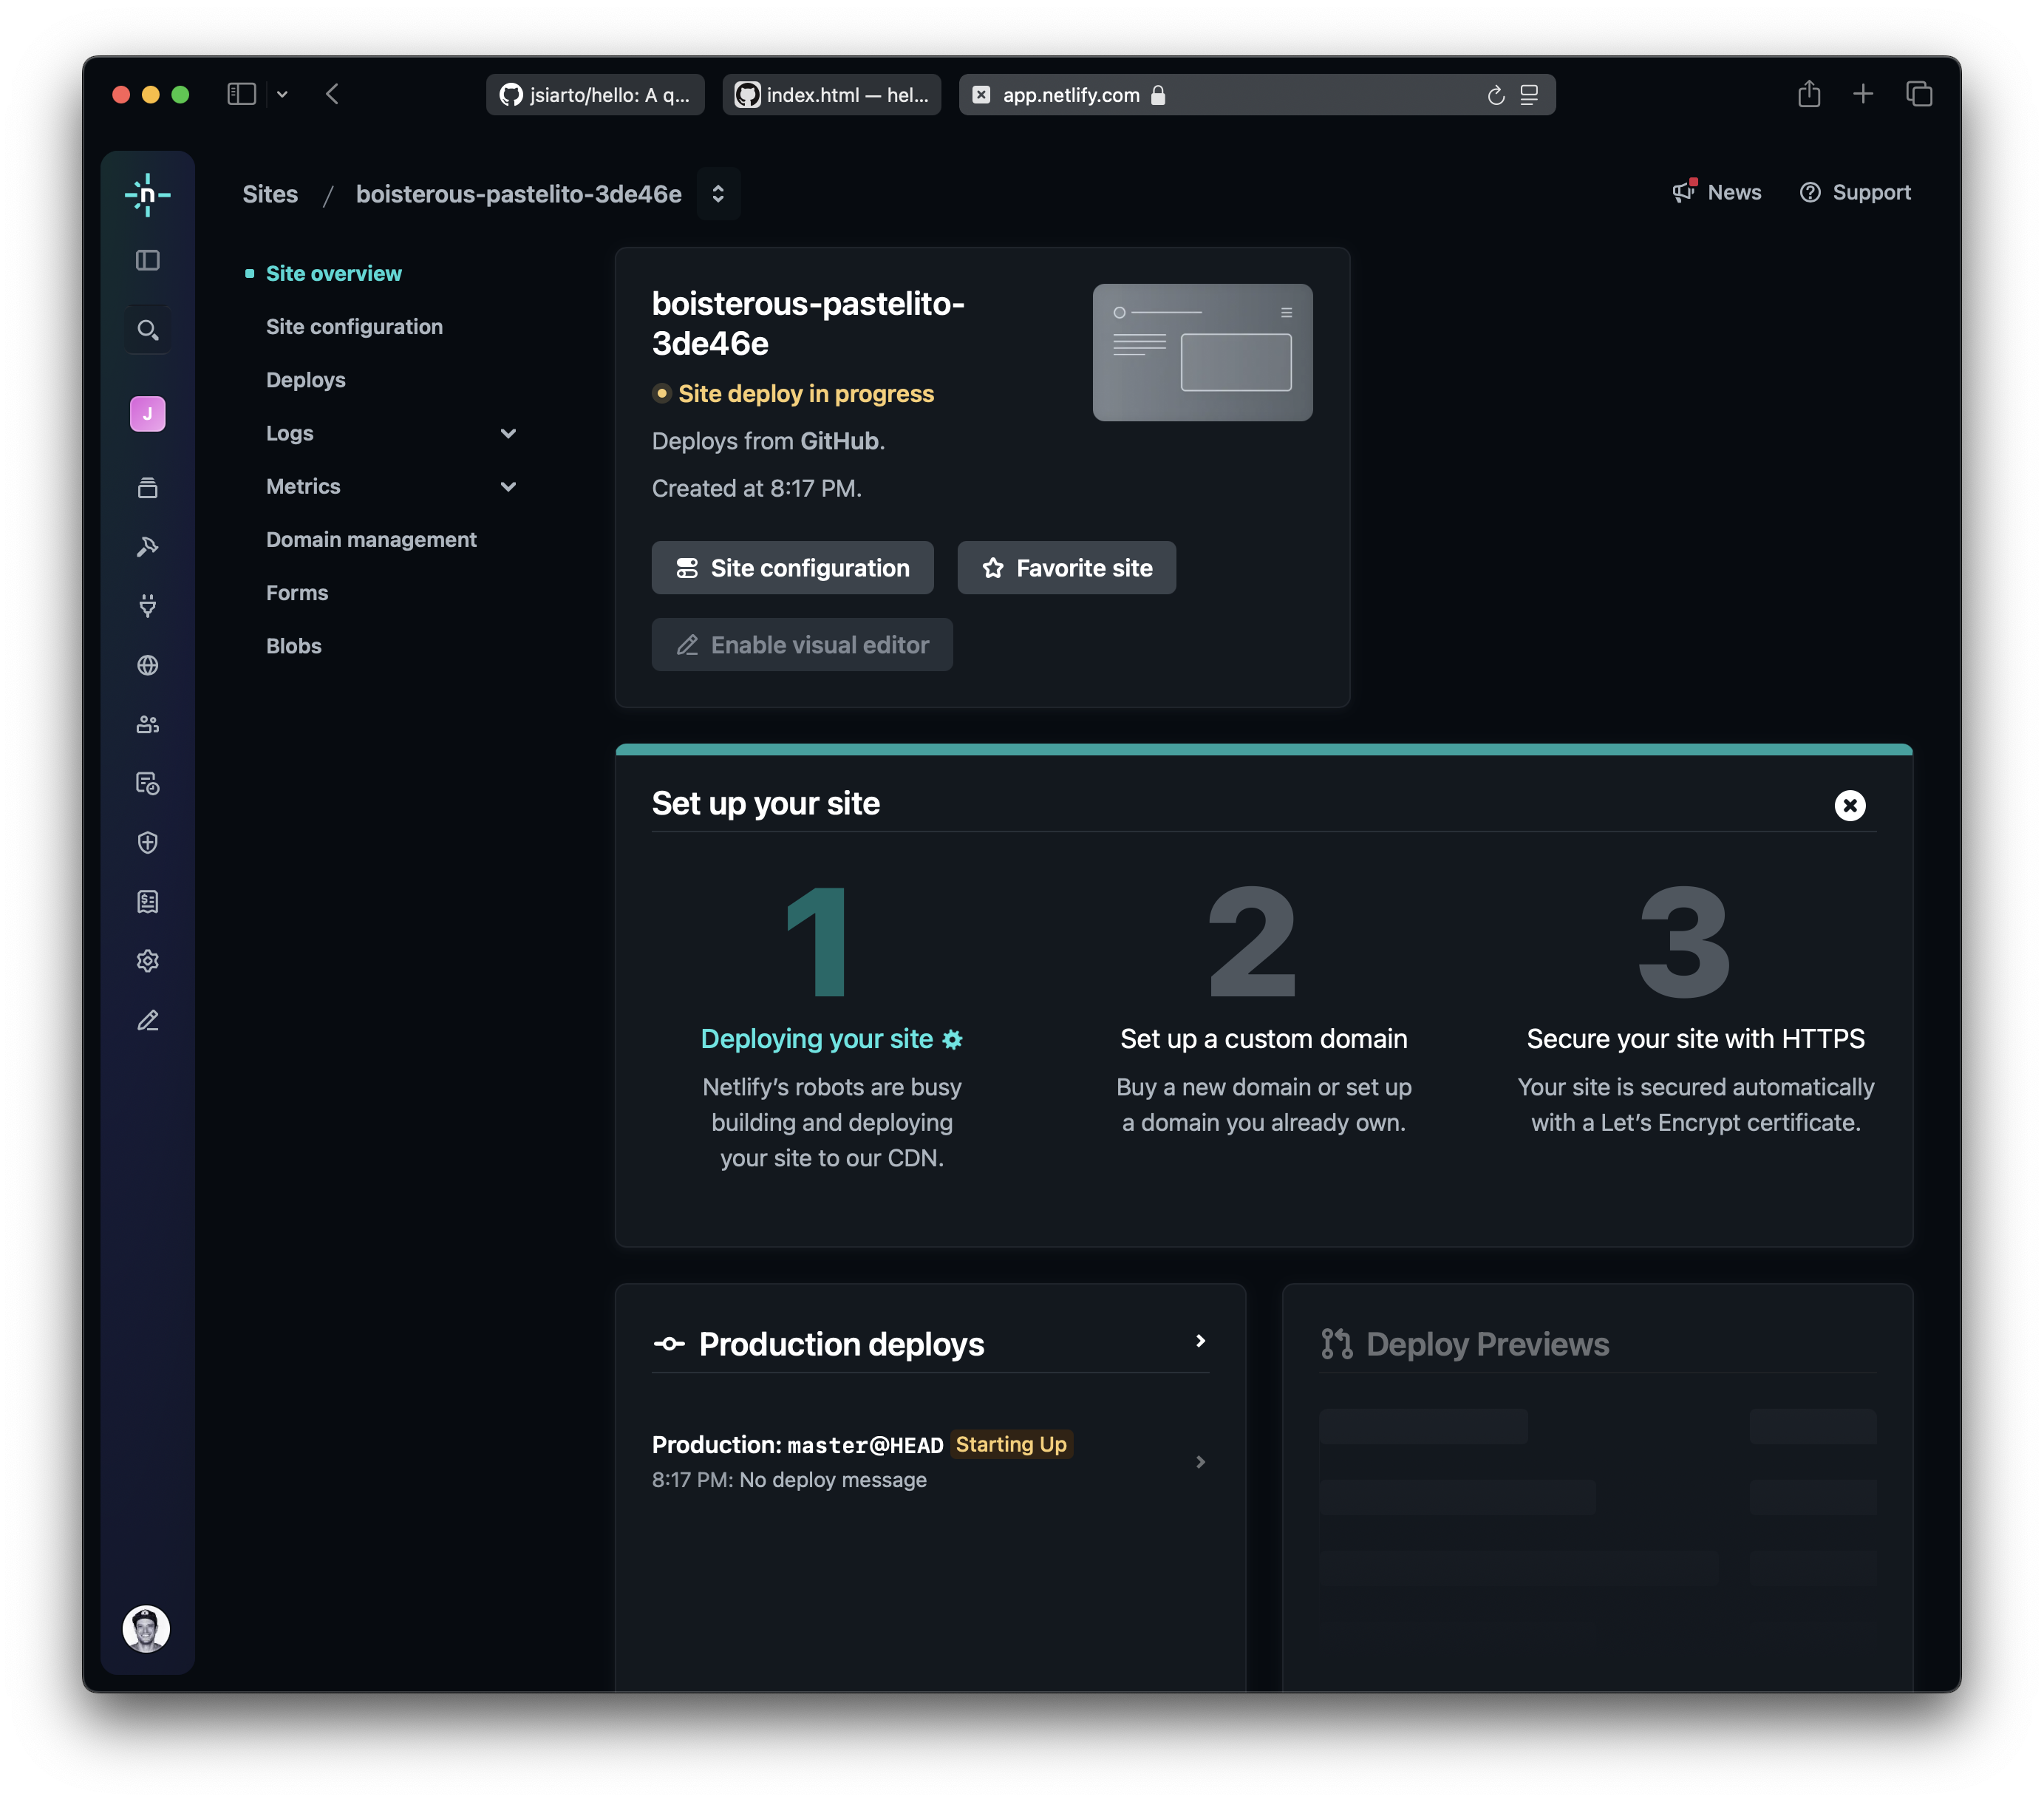 jsiarto/hello: A q...
index.html — hel...
app.netlify.com
n
Sites / boisterous-pastelito-3de46e
News
Support
J
Site overview
Site configuration
Deploys
Logs
Metrics
Domain management
Forms
Blobs
boisterous-pastelito-
3de46e
Site deploy in progress
Deploys from GitHub.
Created at 8:17 PM.
Site configuration
Favorite site
Enable visual editor
Set up your site
1
Deploying your site
Netlify’s robots are busy
building and deploying
your site to our CDN.
2
Set up a custom domain
Buy a new domain or set up
a domain you already own.
3
Secure your site with HTTPS
Your site is secured automatically
with a Let’s Encrypt certificate.
Production deploys
Production: master@HEAD Starting Up
8:17 PM: No deploy message
Deploy Previews